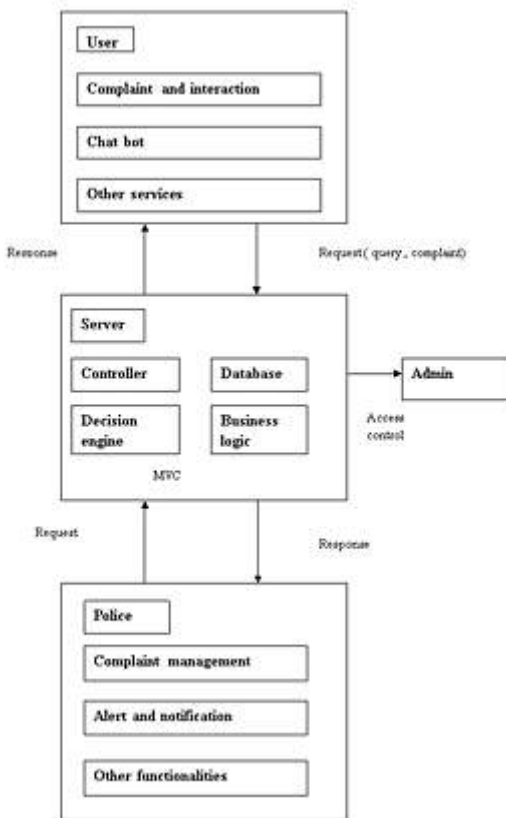 User
Complaint and interaction
Chat bot
Other services
Response
Request( query , complaint)
Server
Controller
Database
Admin
Decision
engine
Business
logic
Access
control
MVC
Request
Response
Police
Complaint management
Alert and notification
Other functionalities